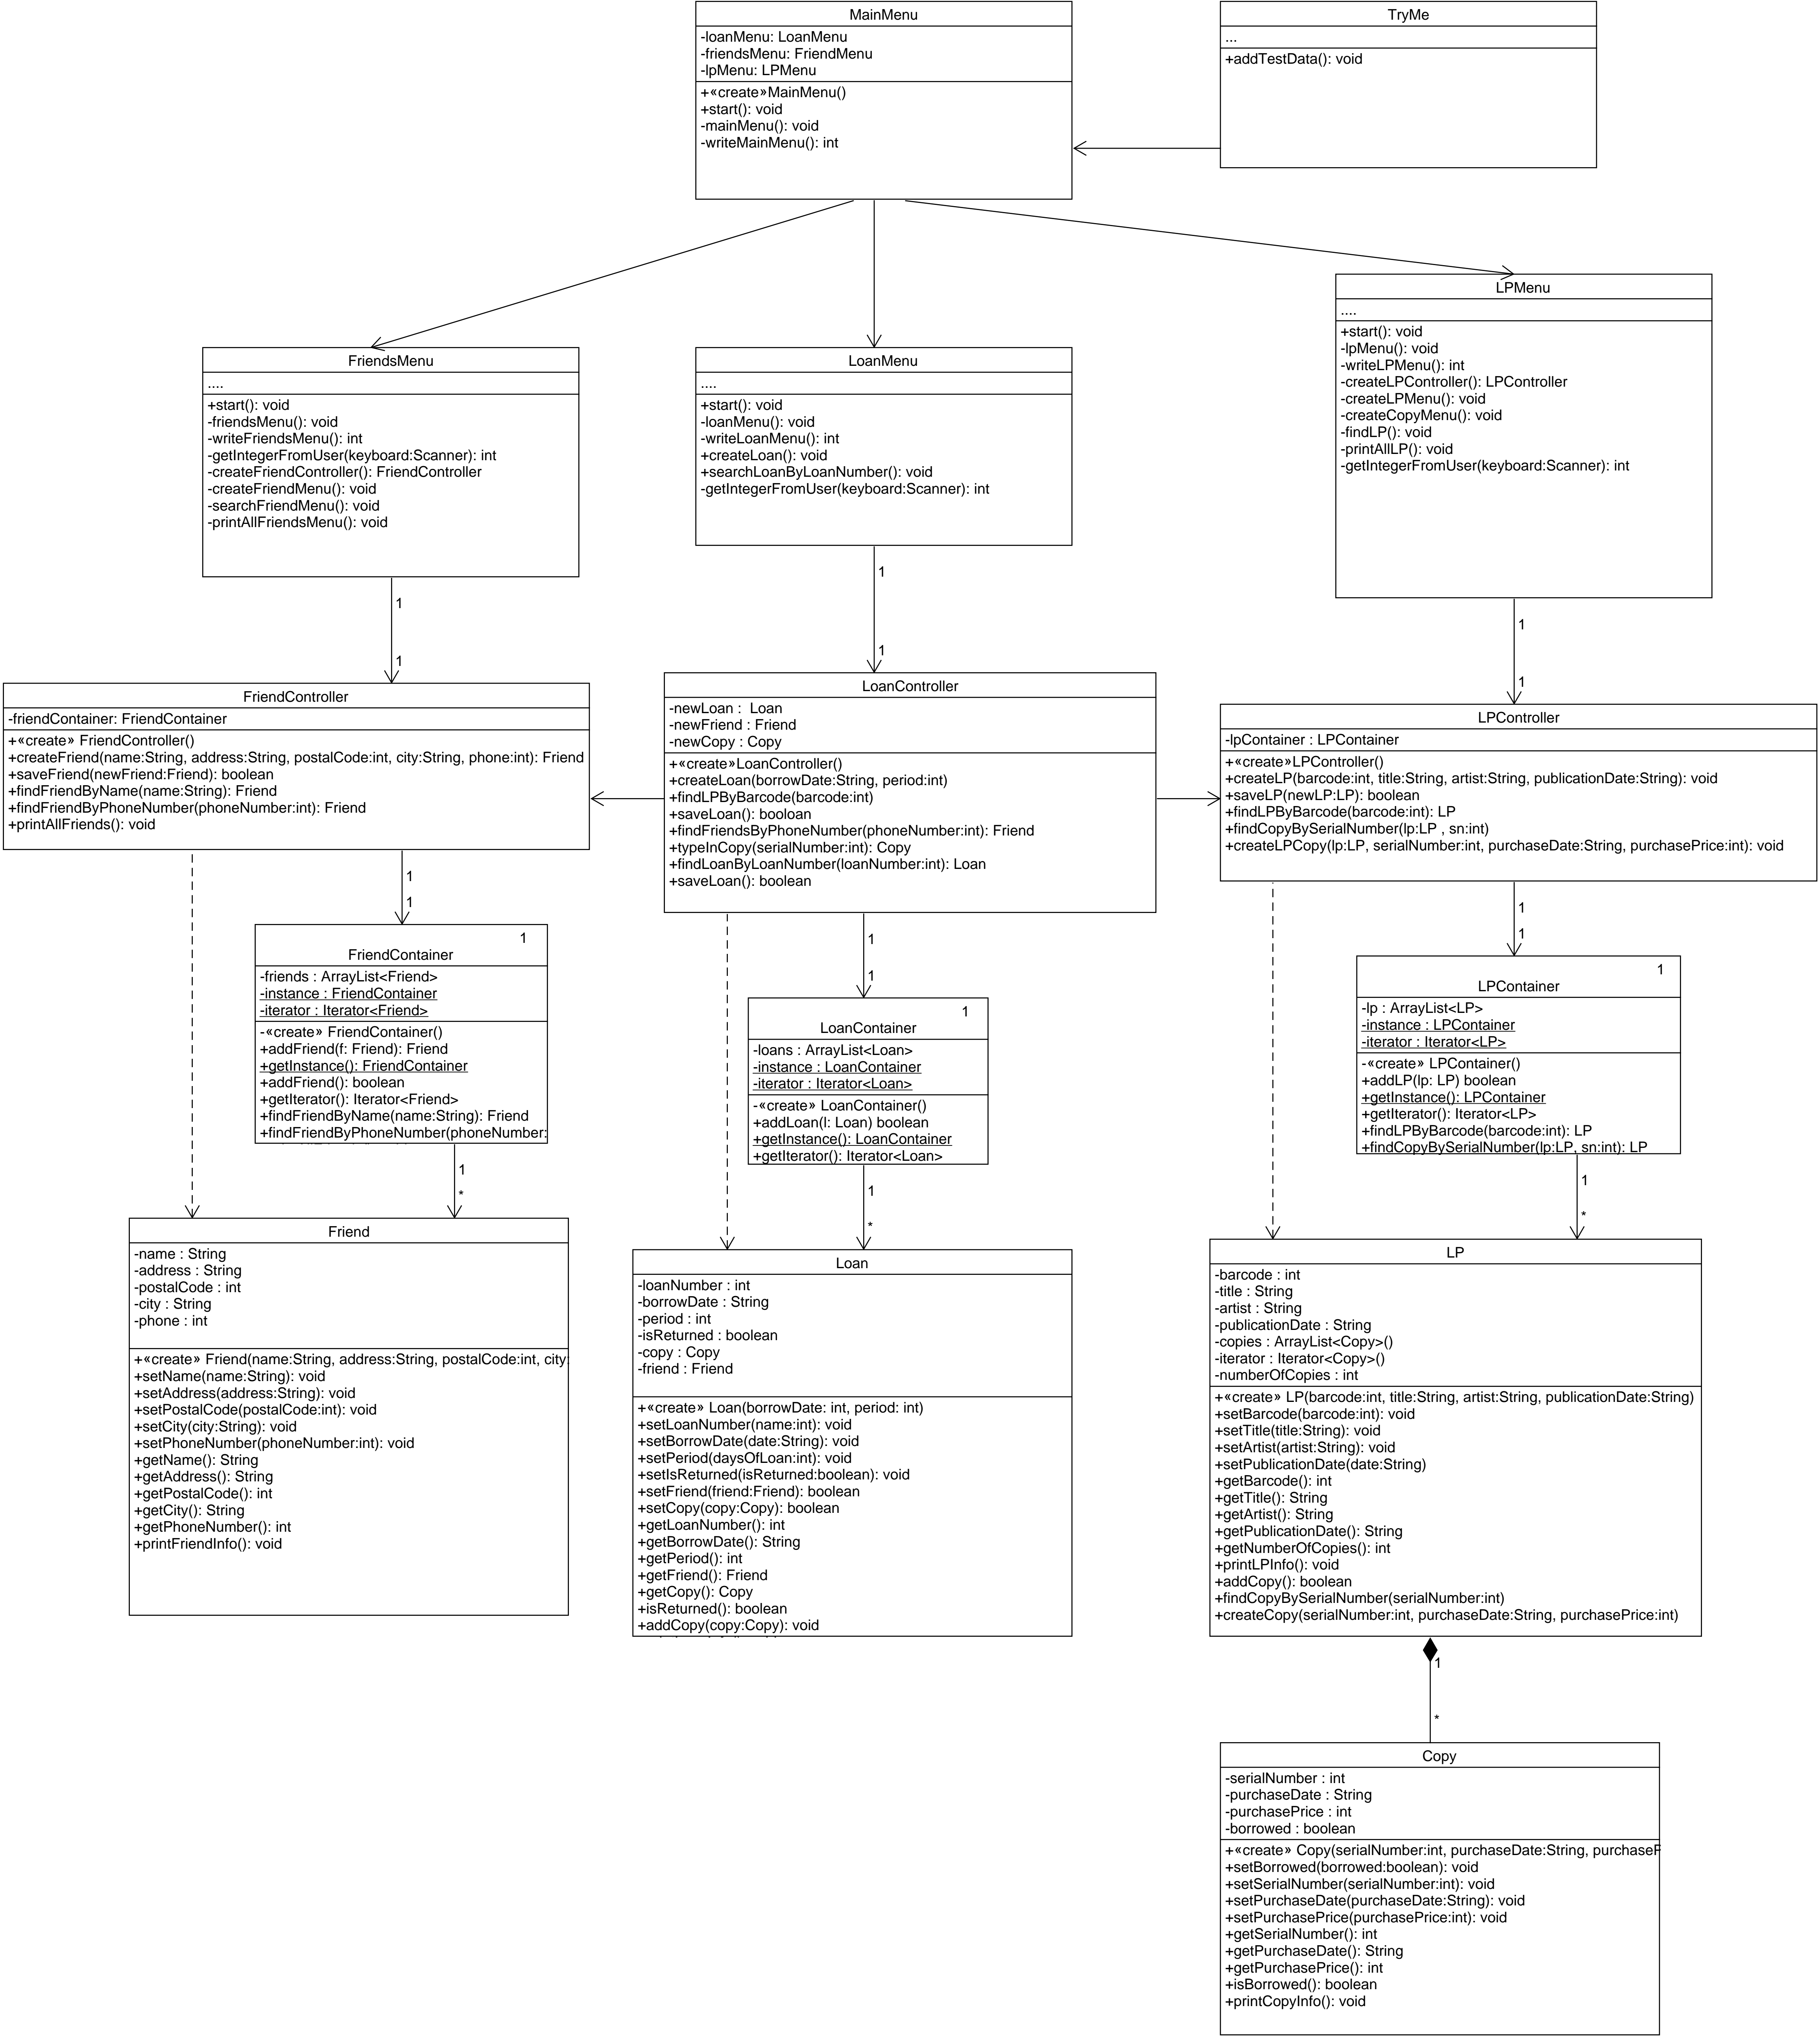 MainMenu
-loanMenu: LoanMenu
-friendsMenu: FriendMenu
-lpMenu: LPMenu
+«create»MainMenu()
+start(): void
-mainMenu(): void
-writeMainMenu(): int
TryMe
...
+addTestData(): void
FriendsMenu
....
+start(): void
-friendsMenu(): void
-writeFriendsMenu(): int
-getIntegerFromUser(keyboard:Scanner): int
-createFriendController(): FriendController
-createFriendMenu(): void
-searchFriendMenu(): void
-printAllFriendsMenu(): void
LoanMenu
....
+start(): void
-loanMenu(): void
-writeLoanMenu(): int
+createLoan(): void
+searchLoanByLoanNumber(): void
-getIntegerFromUser(keyboard:Scanner): int
LPMenu
....
+start(): void
-lpMenu(): void
-writeLPMenu(): int
-createLPController(): LPController
-createLPMenu(): void
-createCopyMenu(): void
-findLP(): void
-printAllLP(): void
-getIntegerFromUser(keyboard:Scanner): int
1
1
1
1
1
1
FriendController
-friendContainer: FriendContainer
+«create» FriendController()
+createFriend(name:String, address:String, postalCode:int, city:String, phone:int): Friend
+saveFriend(newFriend:Friend): boolean
+findFriendByName(name:String): Friend
+findFriendByPhoneNumber(phoneNumber:int): Friend
+printAllFriends(): void
LoanController
-newLoan :  Loan
-newFriend : Friend
-newCopy : Copy
+«create»LoanController()
+createLoan(borrowDate:String, period:int)
+findLPByBarcode(barcode:int)
+saveLoan(): booloan
+findFriendsByPhoneNumber(phoneNumber:int): Friend
+typeInCopy(serialNumber:int): Copy
+findLoanByLoanNumber(loanNumber:int): Loan
+saveLoan(): boolean
LPController
-lpContainer : LPContainer
+«create»LPController()
+createLP(barcode:int, title:String, artist:String, publicationDate:String): void
+saveLP(newLP:LP): boolean
+findLPByBarcode(barcode:int): LP
+findCopyBySerialNumber(lp:LP , sn:int)
+createLPCopy(lp:LP, serialNumber:int, purchaseDate:String, purchasePrice:int): void
1
1
1
1
1
1
1
FriendContainer
-friends : ArrayList<Friend>
-instance : FriendContainer
-iterator : Iterator<Friend>
-«create» FriendContainer()
+addFriend(f: Friend): Friend
+getInstance(): FriendContainer
+addFriend(): boolean
+getIterator(): Iterator<Friend>
+findFriendByName(name:String): Friend
+findFriendByPhoneNumber(phoneNumber:
1
LoanContainer
-loans : ArrayList<Loan>
-instance : LoanContainer
-iterator : Iterator<Loan>
-«create» LoanContainer()
+addLoan(l: Loan) boolean
+getInstance(): LoanContainer
+getIterator(): Iterator<Loan>
1
LPContainer
-lp : ArrayList<LP>
-instance : LPContainer
-iterator : Iterator<LP>
-«create» LPContainer()
+addLP(lp: LP) boolean
+getInstance(): LPContainer
+getIterator(): Iterator<LP>
+findLPByBarcode(barcode:int): LP
+findCopyBySerialNumber(lp:LP, sn:int): LP
1
*
1
*
1
*
Friend
-name : String
-address : String
-postalCode : int
-city : String
-phone : int
+«create» Friend(name:String, address:String, postalCode:int, city:
+setName(name:String): void
+setAddress(address:String): void
+setPostalCode(postalCode:int): void
+setCity(city:String): void
+setPhoneNumber(phoneNumber:int): void
+getName(): String
+getAddress(): String
+getPostalCode(): int
+getCity(): String
+getPhoneNumber(): int
+printFriendInfo(): void
Loan
-loanNumber : int
-borrowDate : String
-period : int
-isReturned : boolean
-copy : Copy
-friend : Friend
+«create» Loan(borrowDate: int, period: int)
+setLoanNumber(name:int): void
+setBorrowDate(date:String): void
+setPeriod(daysOfLoan:int): void
+setIsReturned(isReturned:boolean): void
+setFriend(friend:Friend): boolean
+setCopy(copy:Copy): boolean
+getLoanNumber(): int
+getBorrowDate(): String
+getPeriod(): int
+getFriend(): Friend
+getCopy(): Copy
+isReturned(): boolean
+addCopy(copy:Copy): void
LP
-barcode : int
-title : String
-artist : String
-publicationDate : String
-copies : ArrayList<Copy>()
-iterator : Iterator<Copy>()
-numberOfCopies : int
+«create» LP(barcode:int, title:String, artist:String, publicationDate:String)
+setBarcode(barcode:int): void
+setTitle(title:String): void
+setArtist(artist:String): void
+setPublicationDate(date:String)
+getBarcode(): int
+getTitle(): String
+getArtist(): String
+getPublicationDate(): String
+getNumberOfCopies(): int
+printLPInfo(): void
+addCopy(): boolean
+findCopyBySerialNumber(serialNumber:int)
+createCopy(serialNumber:int, purchaseDate:String, purchasePrice:int)
1
*
Copy
-serialNumber : int
-purchaseDate : String
-purchasePrice : int
-borrowed : boolean
+«create» Copy(serialNumber:int, purchaseDate:String,
+setBorrowed(borrowed:boolean): void
+setSerialNumber(serialNumber:int): void
+setPurchaseDate(purchaseDate:String): void
+setPurchasePrice(purchasePrice:int): void
+getSerialNumber(): int
+getPurchaseDate(): String
+getPurchasePrice(): int
+isBorrowed(): boolean
+printCopyInfo(): void